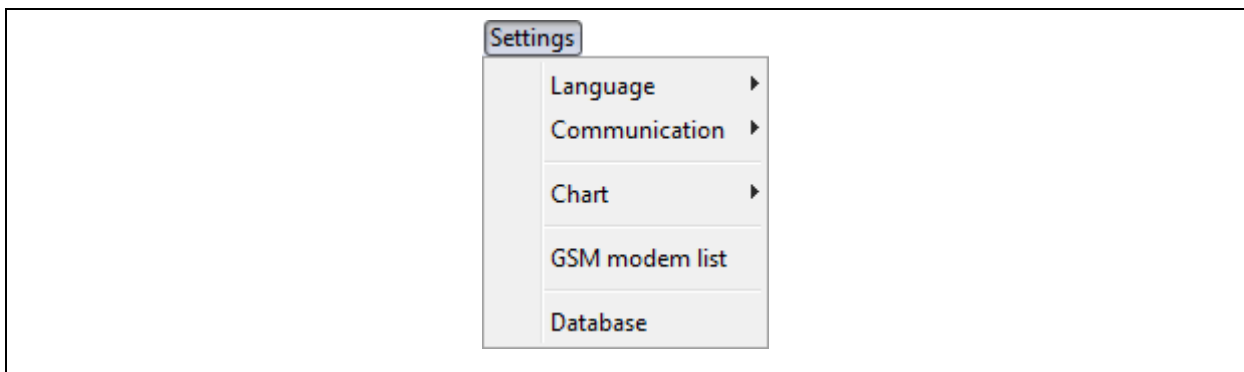 Settings
Language
Communication
Chart
GSM modem list
Database